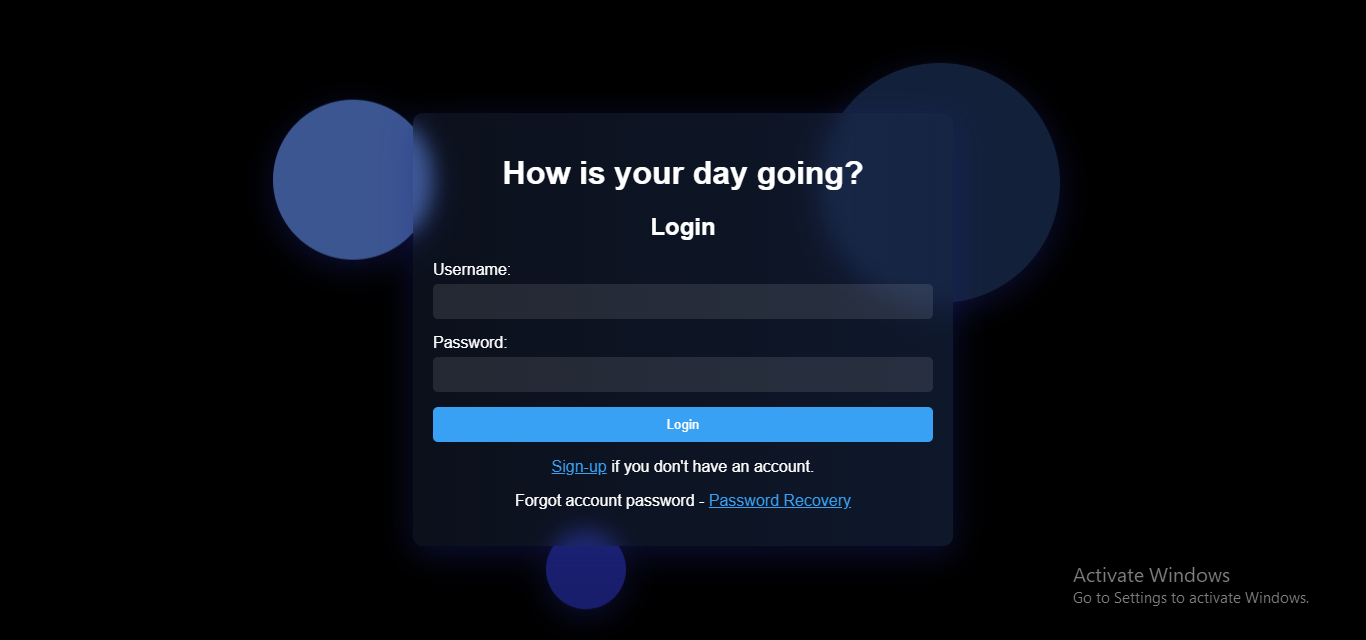 How is your day going?
Login
Username:
Password:
Login
Sign-up if you don't have an account.
Forgot account password - Password Recovery
Activate Windows
Go to Settings to activate Windows.